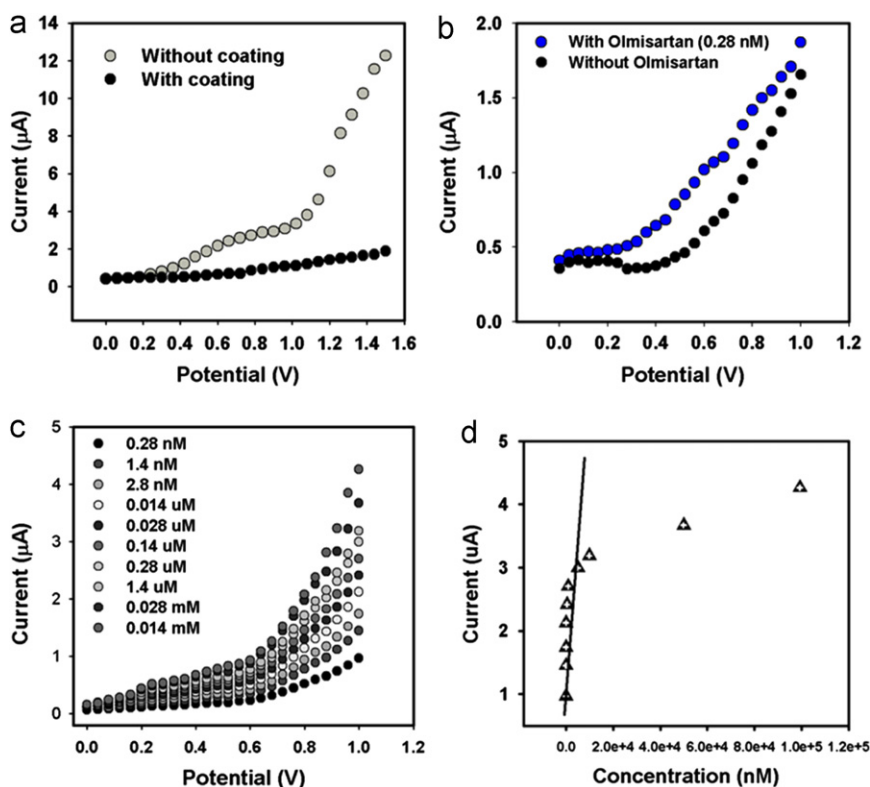 a
14
12
10
8
6
4
2
0
Without coating
With coating
Current (μA)
0.0 0.2 0.4 0.6 0.8 1.0 1.2 1.4 1.6
Potential (V)
b
2.0
1.5
1.0
0.5
0.0
With Olmisartan (0.28 nM)
Without Olmisartan
Current (μA)
0.0 0.2 0.4 0.6 0.8 1.0 1.2
Potential (V)
c
5
4
3
2
1
0
0.28 nM
1.4 nM
2.8 nM
0.014 uM
0.028 uM
0.14 uM
0.28 uM
1.4 uM
0.028 mM
0.014 mM
Current (μA)
0.0 0.2 0.4 0.6 0.8 1.0 1.2
Potential (V)
d
5
4
3
2
1
Current (uA)
0.0 2.0e+4 4.0e+4 6.0e+4 8.0e+4 1.0e+5 1.2e+5
Concentration (nM)